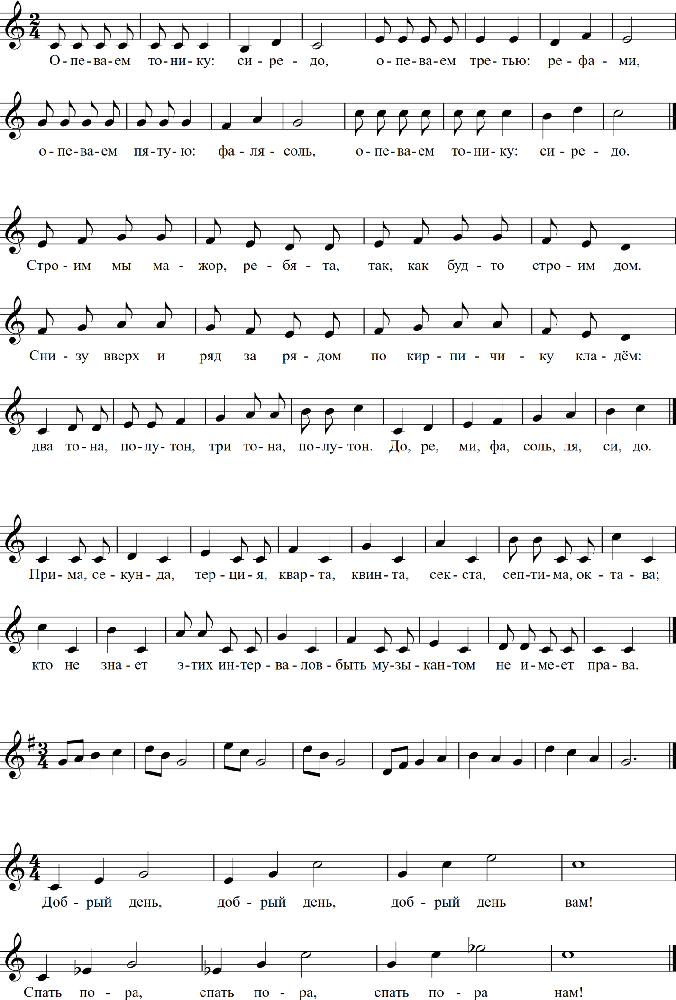 О - пе - ва - ем то - ни - ку: си - ре - до, о - пе - ва - ем тре - тью: ре - фа - ми,
о - пе - ва - ем пя - ту - ю: фа - ля - соль, о - пе - ва - ем то - ни - ку: си - ре - до.
Стро - им мы ма - жор, ре - бя - та, так, как буд - то стро - им дом.
Сни - зу вверх и ряд за ря - дом по кир - пи - чи - ку кла - дём:
два то - на, по - лу - тон, три то - на, по - лу - тон. До, ре, ми, фа, соль, ля, си, до.
При - ма, се - кун - да, тер - ци - я, квар - та, квин - та, сек - ста, сеп - ти - ма, ок - та - ва;
кто не зна - ет э - тих ин - тер - ва - лов - быть му - зы - кан - том не и - ме - ет пра - ва.
Доб - рый день, доб - рый день, доб - рый день вам!
Спать по - ра, спать по - ра, спать по - ра нам!